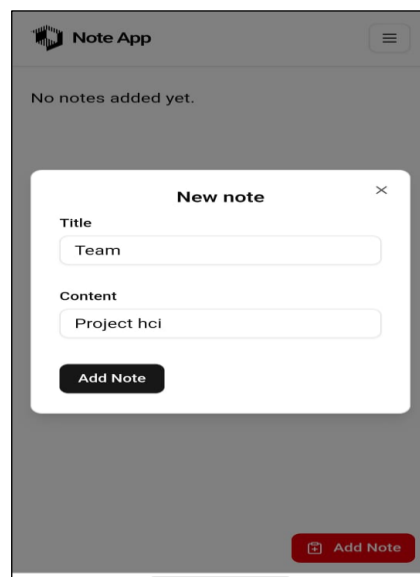 Note App
No notes added yet.
New note
Title
Team
Content
Project hci
Add Note
Add Note